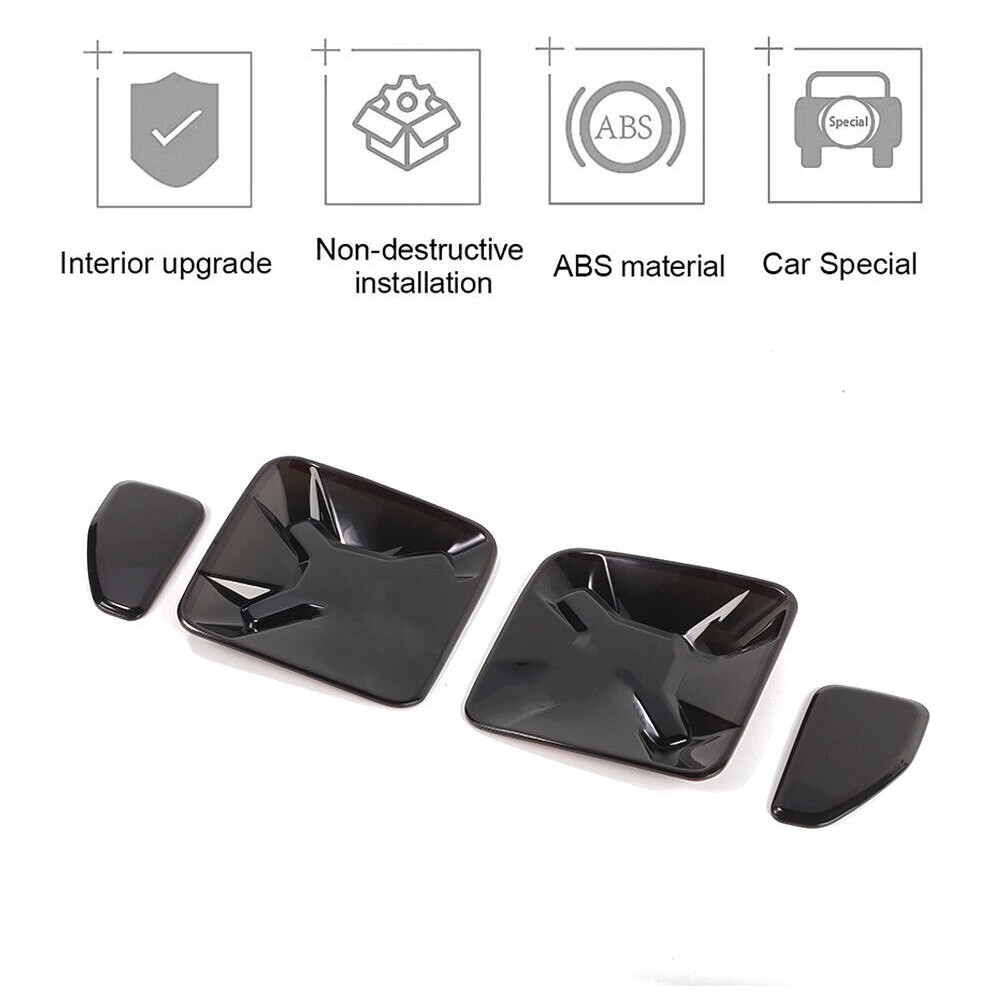 ABS
Special
Interior upgrade
Non-destructive
installation
ABS material
Car Special